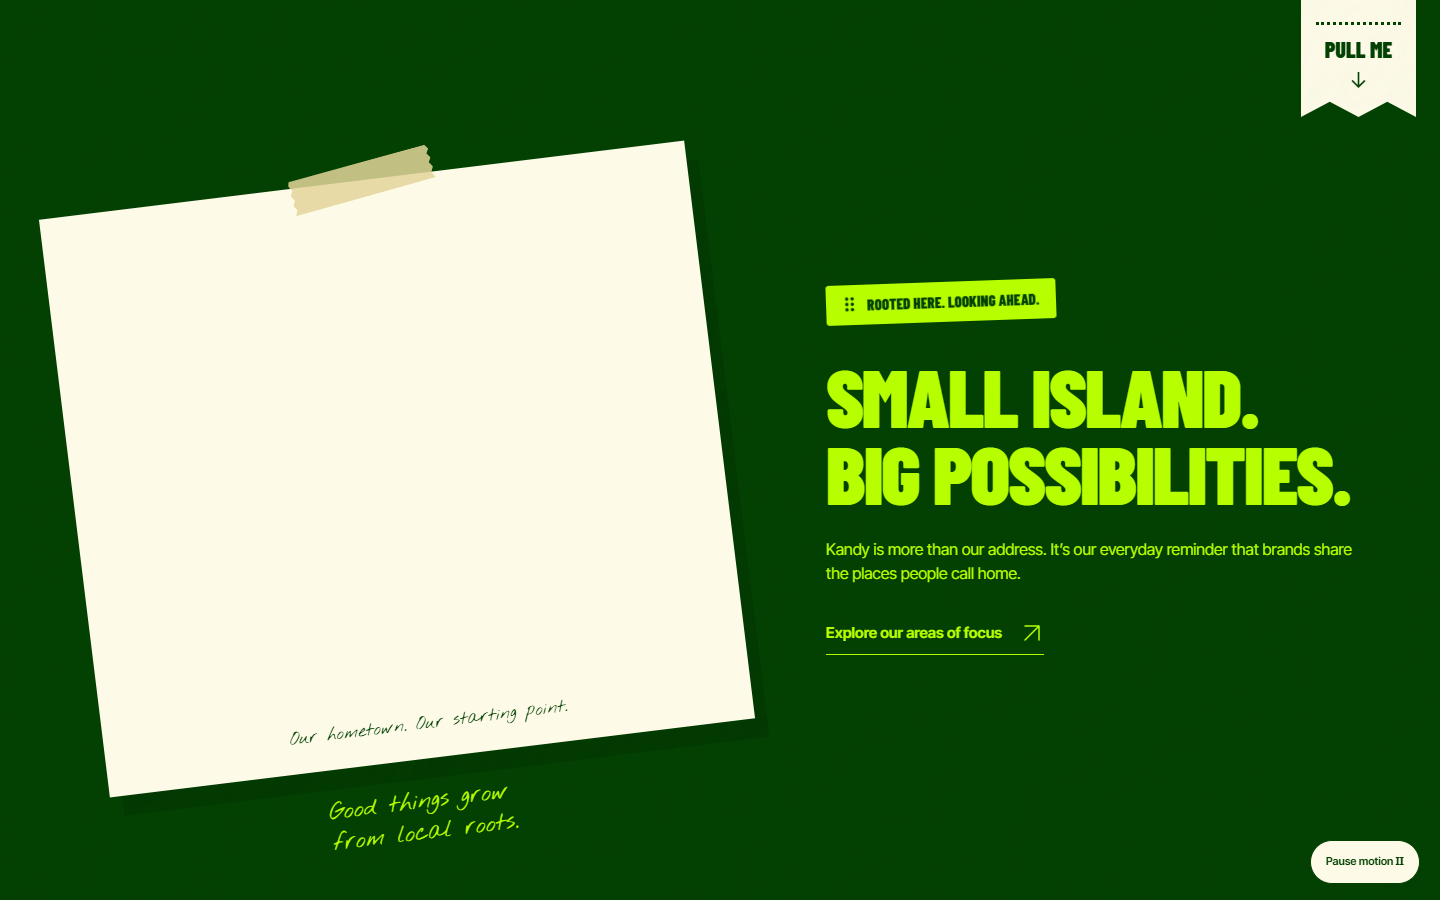 PULL ME
ROOTED HERE. LOOKING AHEAD.
SMALL ISLAND.
BIG POSSIBILITIES.
Kandy is more than our address. It’s our everyday reminder that brands share
the places people call home.
Explore our areas of focus
Our hometown. Our starting point.
Good things grow
from local roots.
Pause motion